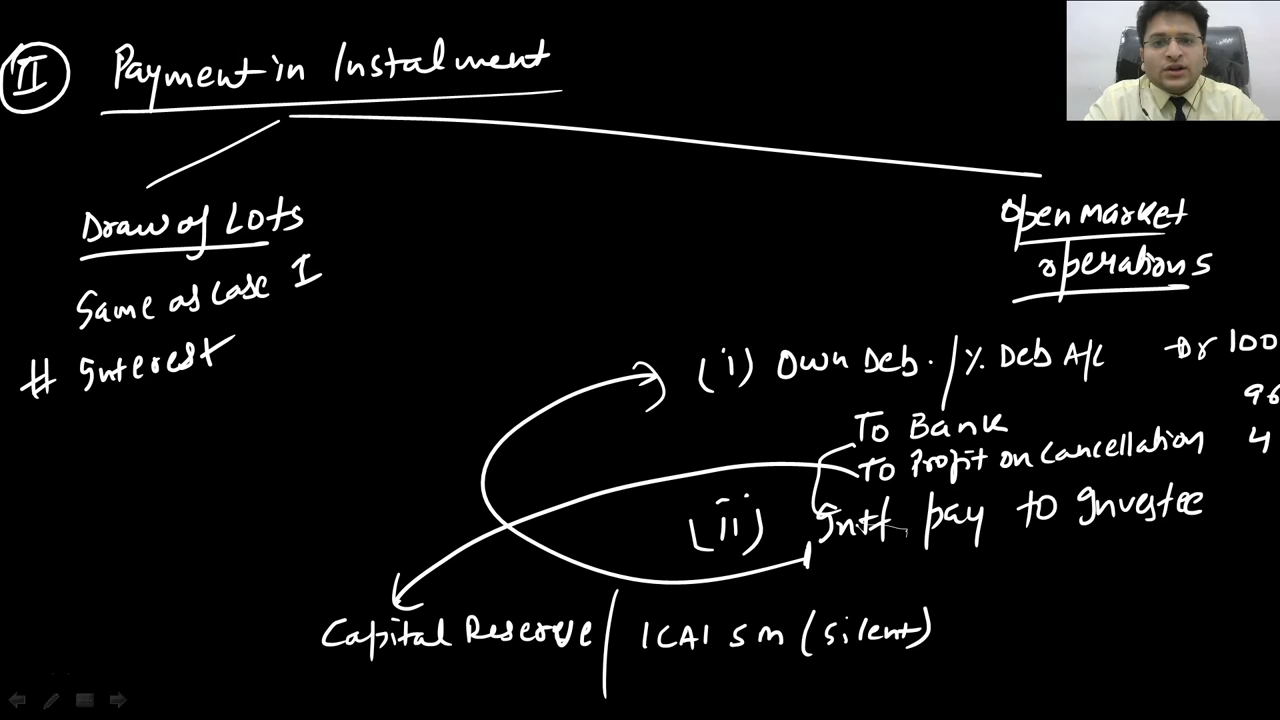 II Payment in Instalment
Draw of Lots
Same as Case I
# Interest
Open Market
operations
(i) Own Deb. / % Deb A/c Dr 100
To Bank 96
To Profit on Cancellation 4
(ii) Intt pay to Investee
Capital Reserve / ICAI SM (Silent)